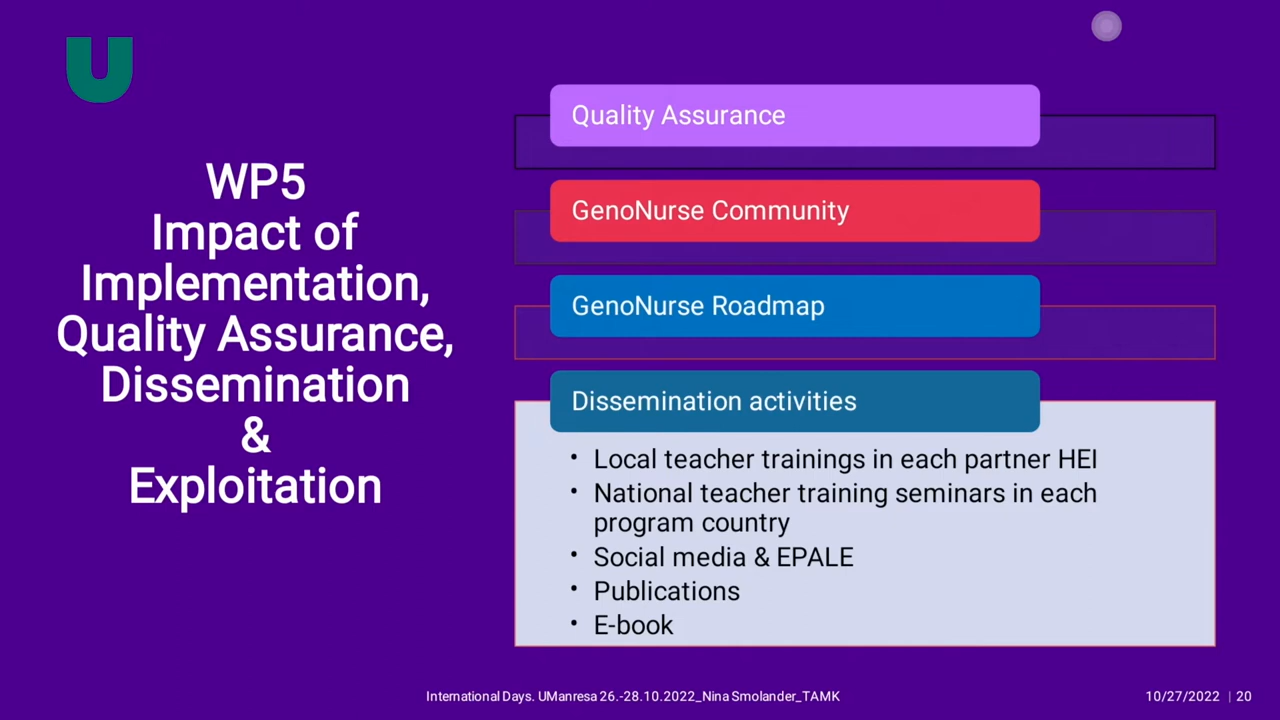 U
WP5
Impact of
Implementation,
Quality Assurance,
Dissemination
&
Exploitation
Quality Assurance
GenoNurse Community
GenoNurse Roadmap
Dissemination activities
• Local teacher trainings in each partner HEI
• National teacher training seminars in each
program country
• Social media & EPALE
• Publications
• E-book
International Days. UManresa 26.-28.10.2022_Nina Smolander_TAMK
10/27/2022 | 20